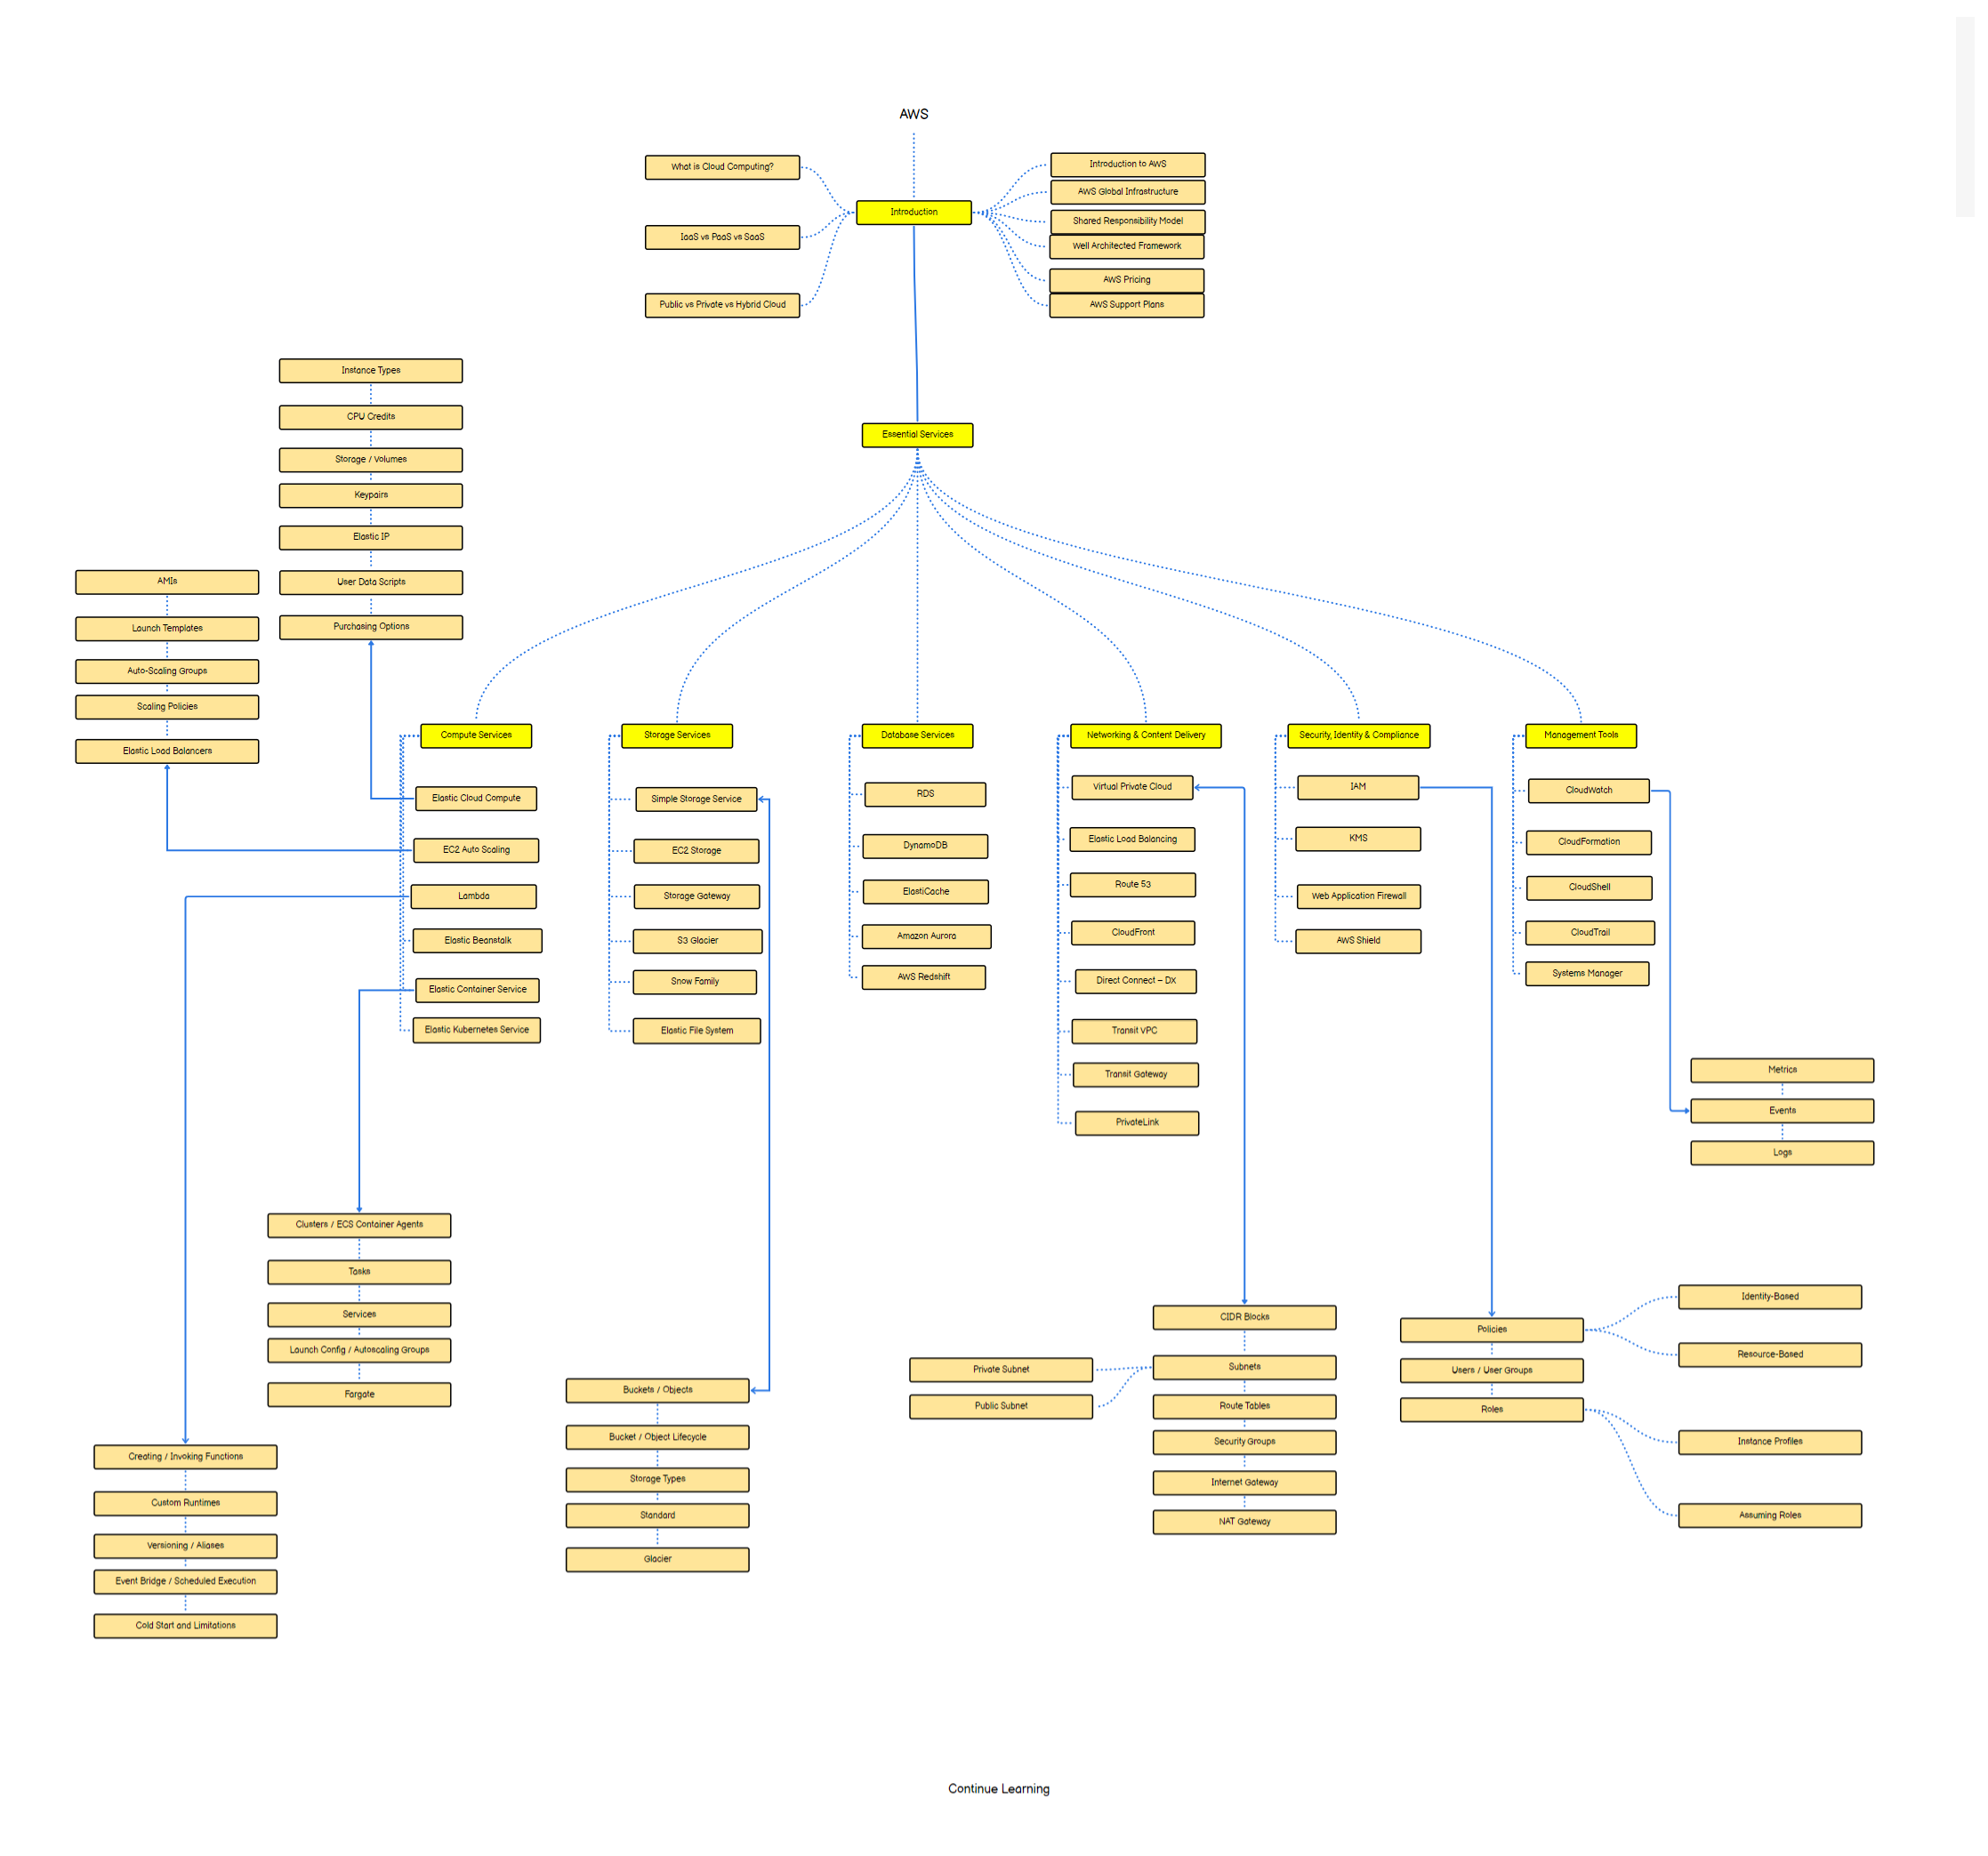 AWS
What is Cloud Computing?
IaaS vs PaaS vs SaaS
Public vs Private vs Hybrid Cloud
Introduction
Introduction to AWS
AWS Global Infrastructure
Shared Responsibility Model
Well Architected Framework
AWS Pricing
AWS Support Plans
Essential Services
Instance Types
CPU Credits
Storage / Volumes
Keypairs
Elastic IP
User Data Scripts
Purchasing Options
AMIs
Launch Templates
Auto-Scaling Groups
Scaling Policies
Elastic Load Balancers
Compute Services
Elastic Cloud Compute
EC2 Auto Scaling
Lambda
Elastic Beanstalk
Elastic Container Service
Elastic Kubernetes Service
Storage Services
Simple Storage Service
EC2 Storage
Storage Gateway
S3 Glacier
Snow Family
Elastic File System
Database Services
RDS
DynamoDB
ElastiCache
Amazon Aurora
AWS Redshift
Networking & Content Delivery
Virtual Private Cloud
Elastic Load Balancing
Route 53
CloudFront
Direct Connect – DX
Transit VPC
Transit Gateway
PrivateLink
Security, Identity & Compliance
IAM
KMS
Web Application Firewall
AWS Shield
Management Tools
CloudWatch
CloudFormation
CloudShell
CloudTrail
Systems Manager
Metrics
Events
Logs
Clusters / ECS Container Agents
Tasks
Services
Launch Config / Autoscaling Groups
Fargate
Creating / Invoking Functions
Custom Runtimes
Versioning / Aliases
Event Bridge / Scheduled Execution
Cold Start and Limitations
Buckets / Objects
Bucket / Object Lifecycle
Storage Types
Standard
Glacier
CIDR Blocks
Subnets
Private Subnet
Public Subnet
Route Tables
Security Groups
Internet Gateway
NAT Gateway
Policies
Users / User Groups
Roles
Identity-Based
Resource-Based
Instance Profiles
Assuming Roles
Continue Learning